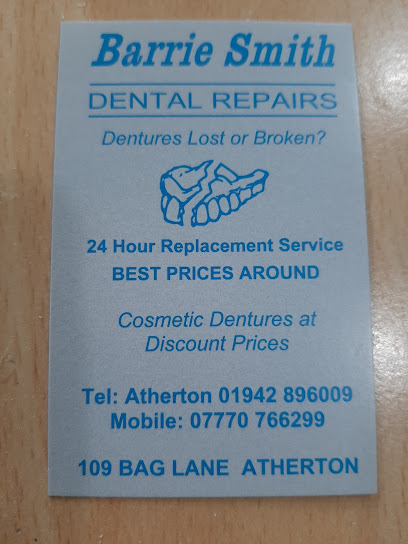 Barrie Smith
DENTAL REPAIRS
Dentures Lost or Broken?
24 Hour Replacement Service
BEST PRICES AROUND
Cosmetic Dentures at
Discount Prices
Tel: Atherton 01942 896009
Mobile: 07770 766299
109 BAG LANE ATHERTON